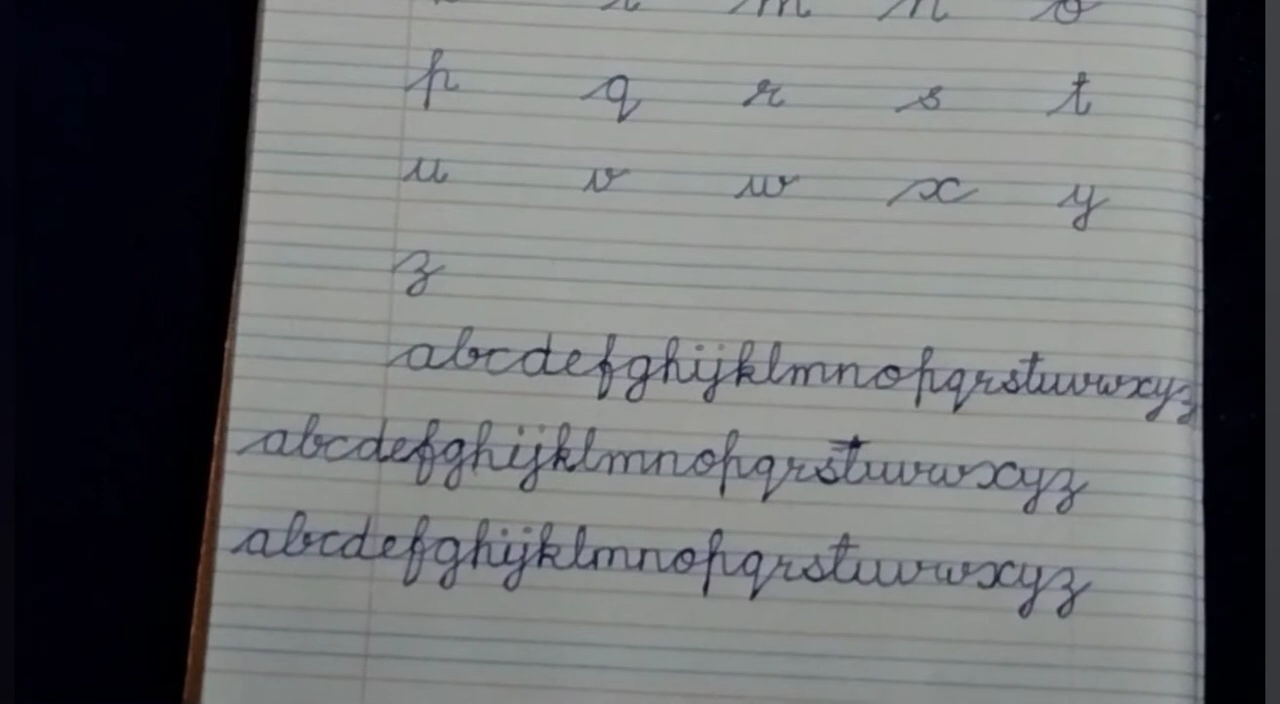 k l m n o
p q r s t
u v w x y
z
abcdefghijklmnopqrstuvwxyz
abcdefghijklmnopqrstuvwxyz
abcdefghijklmnopqrstuvwxyz